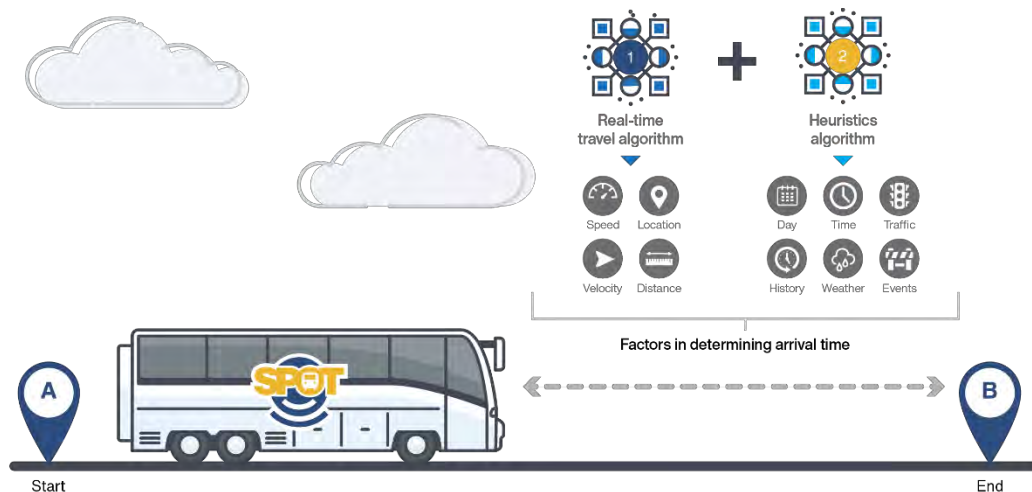 1
2
Real-time
travel algorithm
Heuristics
algorithm
Speed
Location
Day
Time
Traffic
Velocity
Distance
History
Weather
Events
Factors in determining arrival time
A
SPOT
B
Start
End